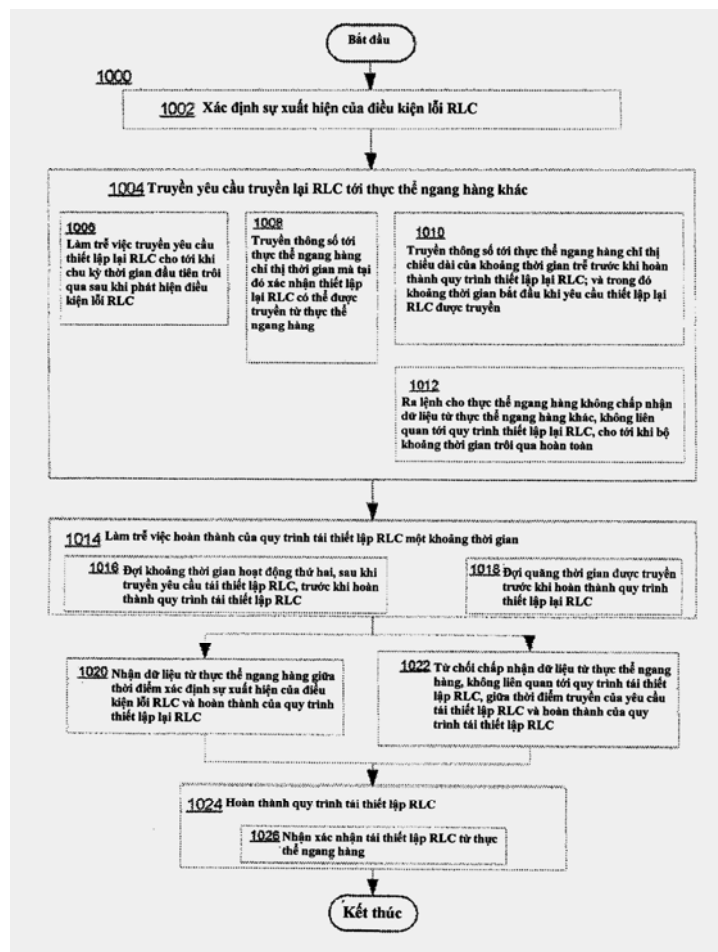 Bắt đầu
1000
1002 Xác định sự xuất hiện của điều kiện lỗi RLC
1004 Truyền yêu cầu truyền lại RLC tới thực thể ngang hàng khác
1006
Làm trễ việc truyền yêu cầu
thiết lập lại RLC cho tới khi
chu kỳ thời gian đầu tiên trôi
qua sau khi phát hiện điều
kiện lỗi RLC
1008
Truyền thông số tới
thực thể ngang hàng
chỉ thị thời gian mà tại
đó xác nhận thiết lập
lại RLC có thể được
truyền từ thực thể
ngang hàng
1010
Truyền thông số tới thực thể ngang hàng chỉ thị
chiều dài của khoảng thời gian trễ trước khi hoàn
thành quy trình thiết lập lại RLC; và trong đó
khoảng thời gian bắt đầu khi yêu cầu thiết lập lại
RLC được truyền
1012
Ra lệnh cho thực thể ngang hàng không chấp nhận
dữ liệu từ thực thể ngang hàng khác, không liên
quan tới quy trình thiết lập lại RLC, cho tới khi bộ
khoảng thời gian trôi qua hoàn toàn
1014 Làm trễ việc hoàn thành của quy trình tái thiết lập RLC một khoảng thời gian
1016 Đợi khoảng thời gian hoạt động thứ hai, sau khi
truyền yêu cầu tái thiết lập RLC, trước khi hoàn
thành quy trình tái thiết lập RLC
1018 Đợi quãng thời gian được truyền
trước khi hoàn thành quy trình
thiết lập lại RLC
1020 Nhận dữ liệu từ thực thể ngang hàng giữa
thời điểm xác định sự xuất hiện của điều
kiện lỗi RLC và hoàn thành của quy trình
thiết lập lại RLC
1022 Từ chối chấp nhận dữ liệu từ thực thể ngang
hàng, không liên quan tới quy trình tái thiết lập
RLC, giữa thời điểm truyền của yêu cầu
tái thiết lập RLC và hoàn thành của quy
trình tái thiết lập RLC
1024 Hoàn thành quy trình tái thiết lập RLC
1026 Nhận xác nhận tái thiết lập RLC từ thực
thể ngang hàng
Kết thúc